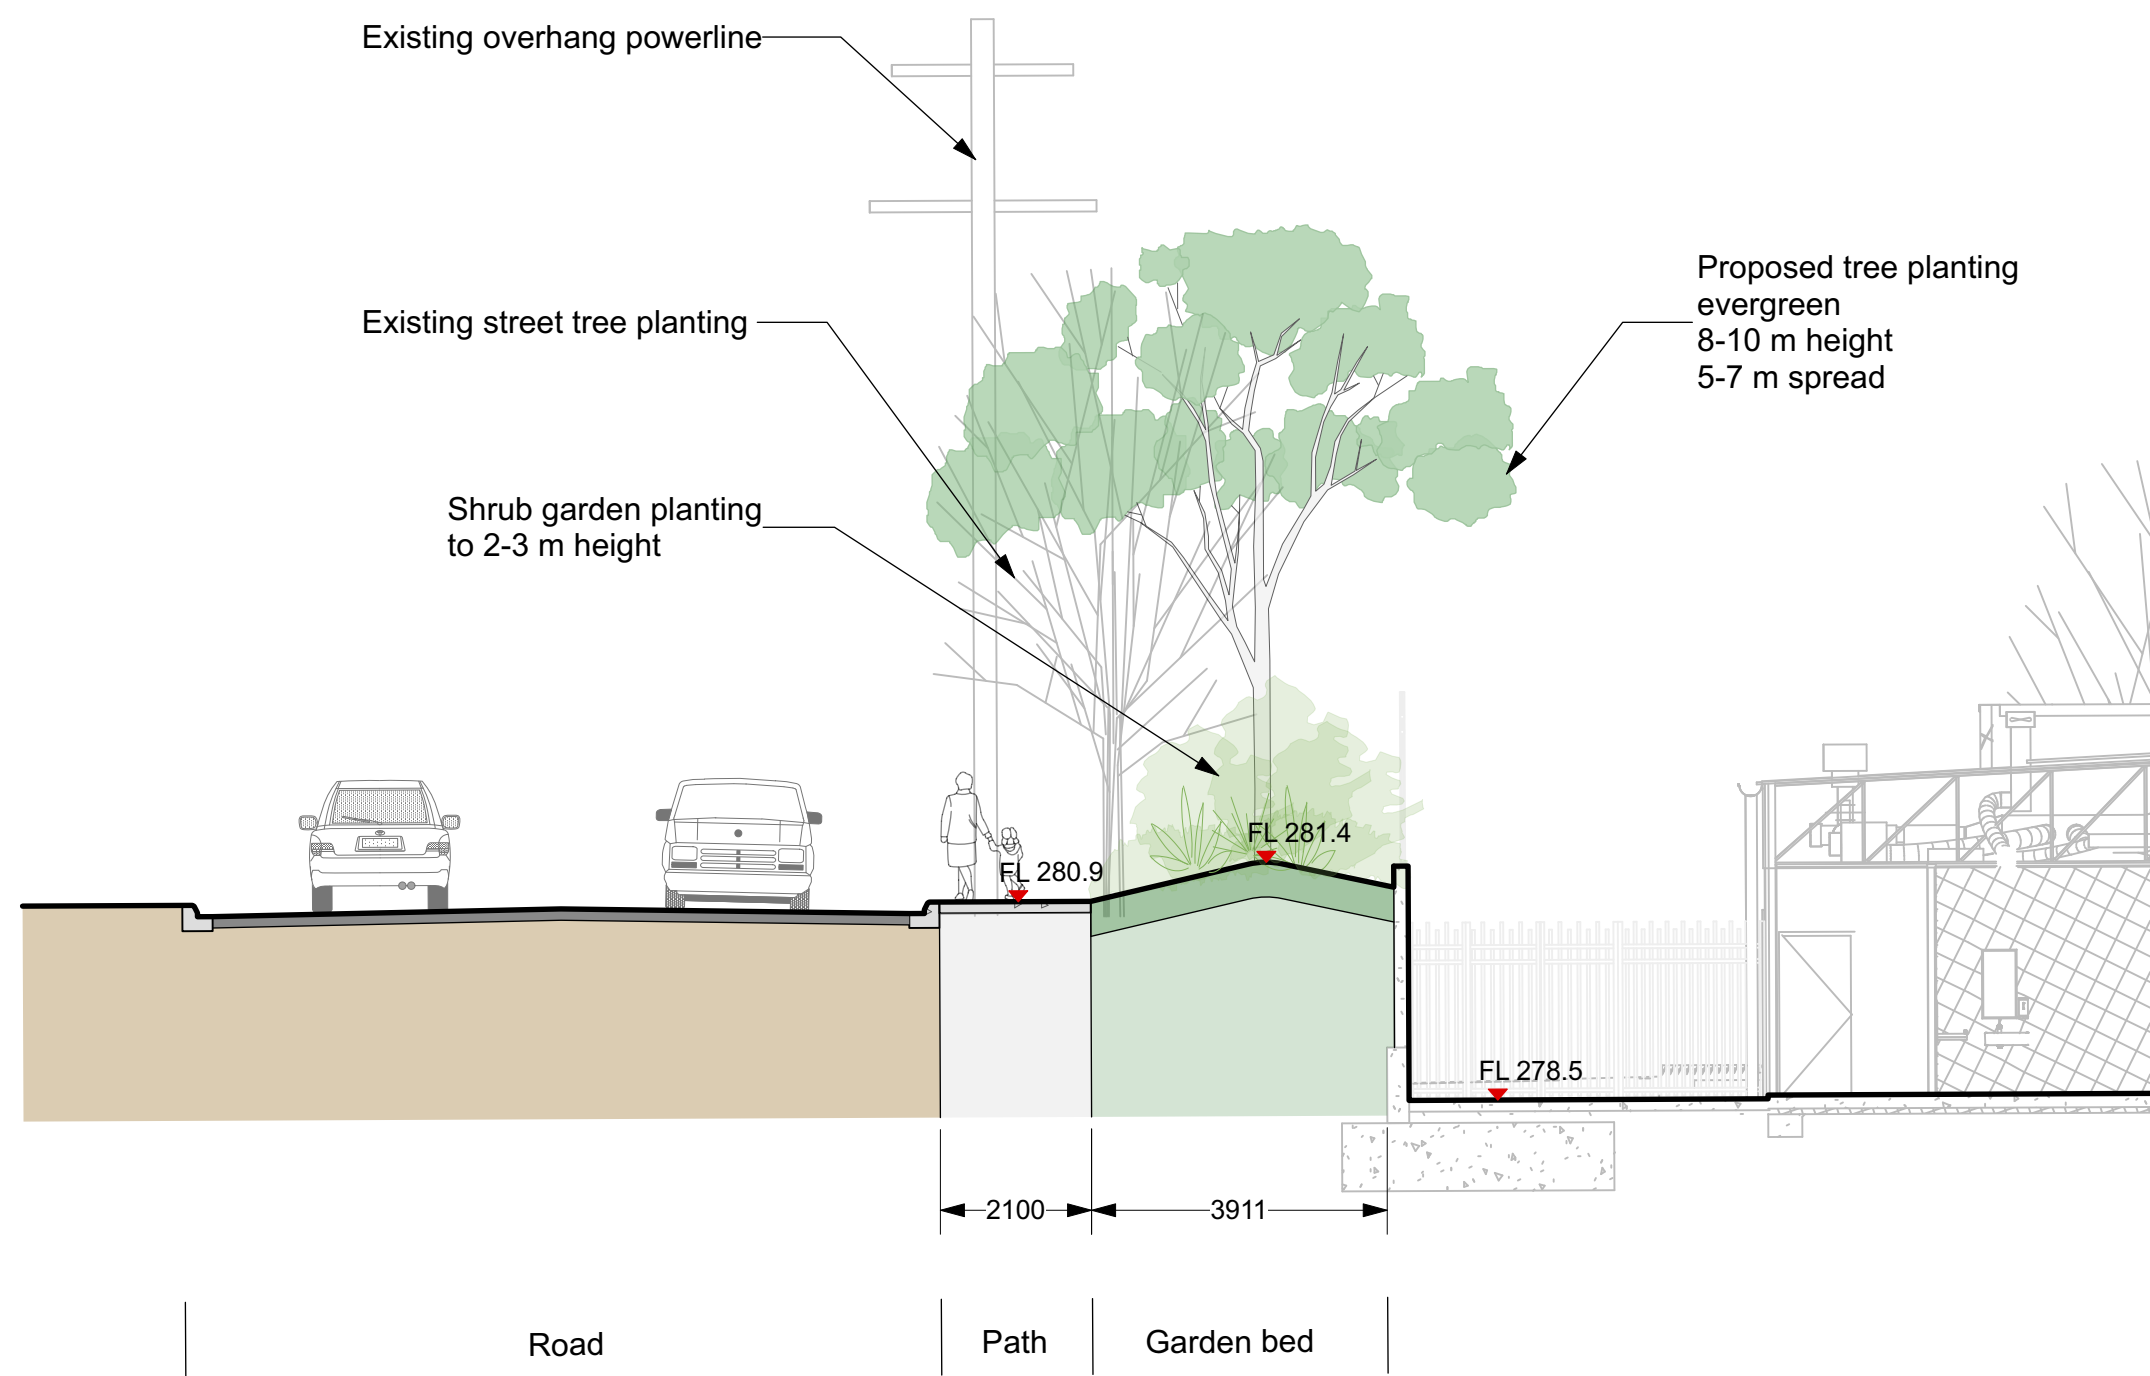 Existing overhang powerline
Existing street tree planting
Shrub garden planting
to 2-3 m height
Proposed tree planting
evergreen
8-10 m height
5-7 m spread
FL 281.4
FL 280.9
FL 278.5
2100
3911
Road
Path
Garden bed